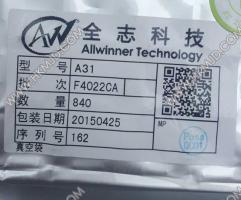 全志科技
Allwinner Technology
型 号 A31
批 次 F4022CA
数 量 840
包装日期 20150425
序列号 162
真空袋
MP
Pass